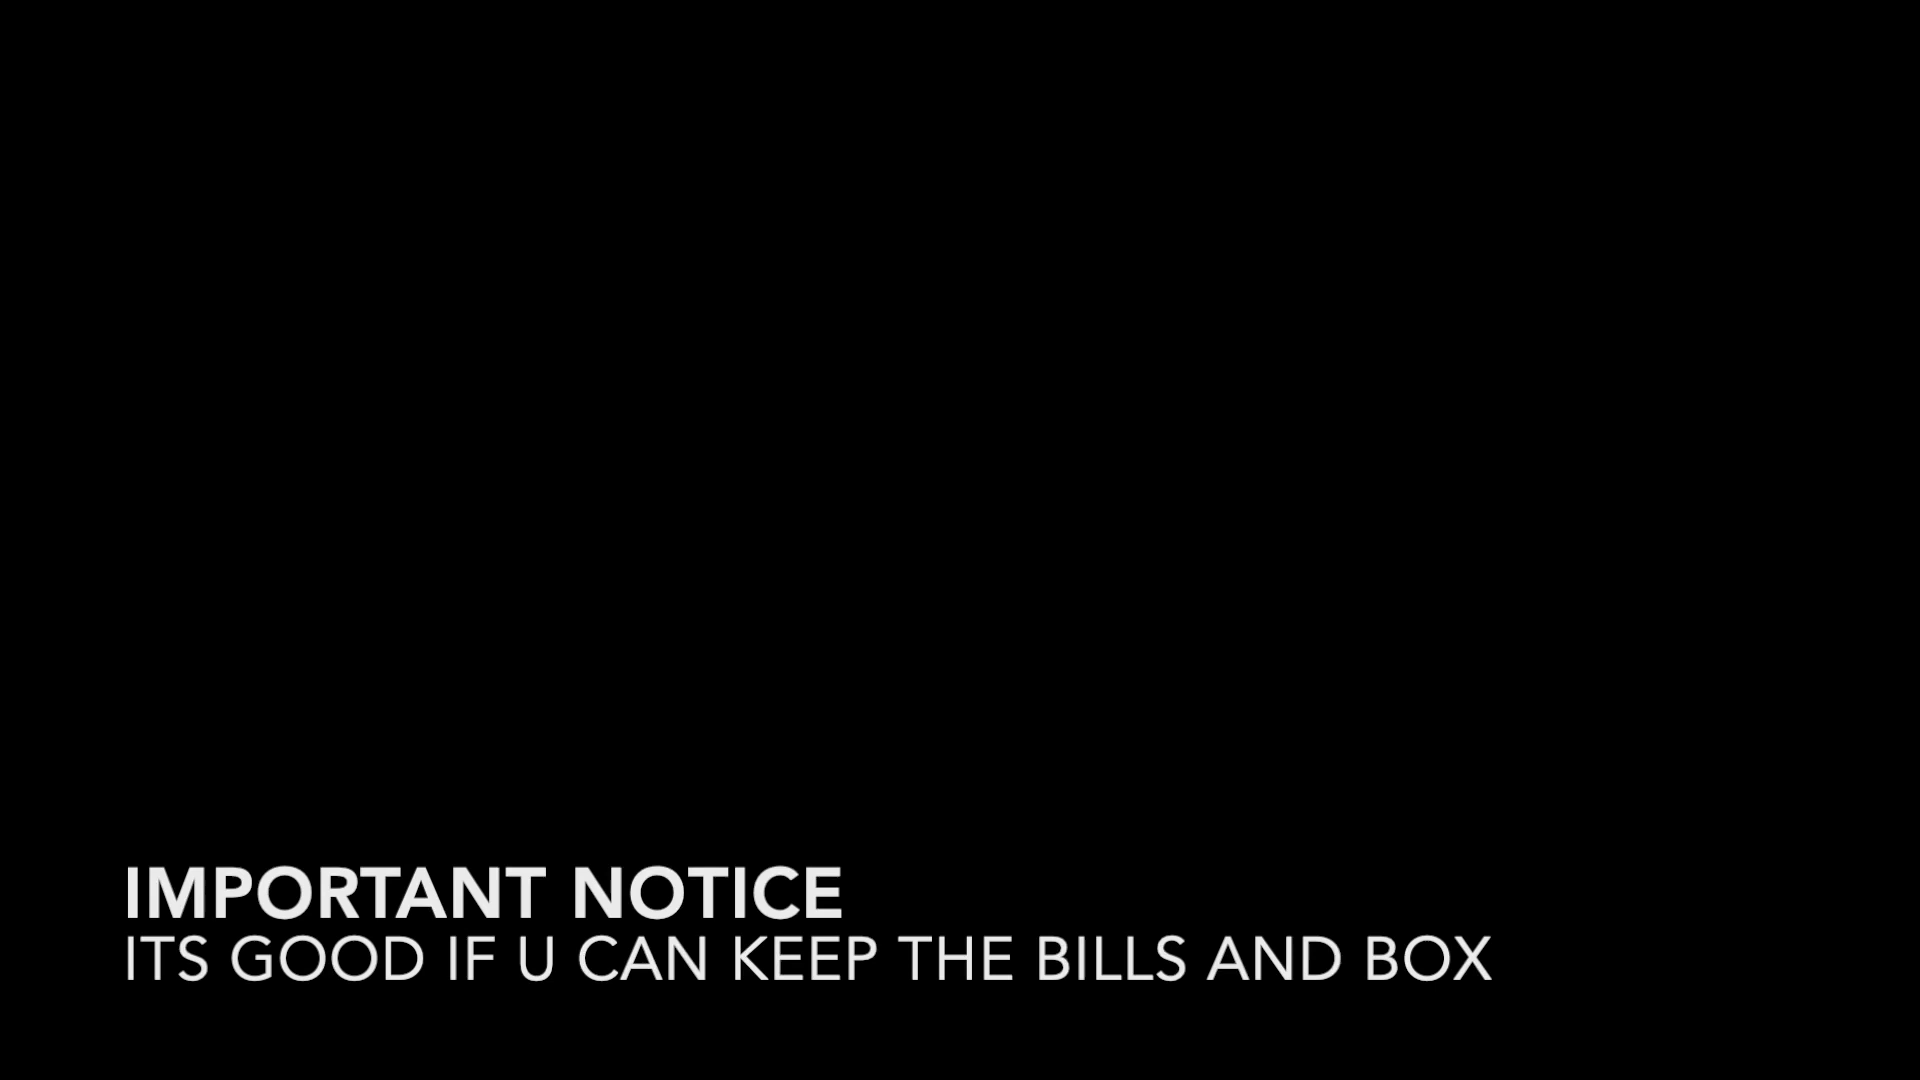 IMPORTANT NOTICE
ITS GOOD IF U CAN KEEP THE BILLS AND BOX